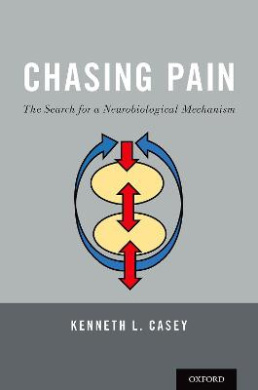 CHASING PAIN
The Search for a Neurobiological Mechanism
KENNETH L. CASEY
OXFORD